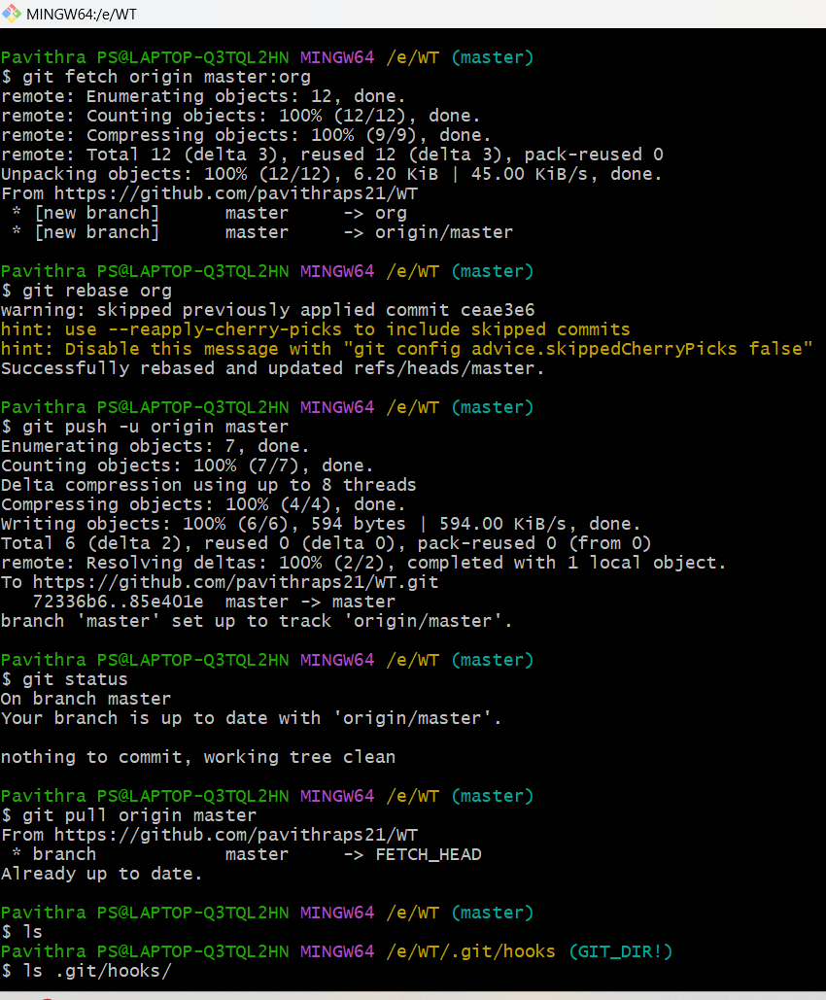 MINGW64:/e/WT
Pavithra PS@LAPTOP-Q3TQL2HN MINGW64 /e/WT (master)
$ git fetch origin master:org
remote: Enumerating objects: 12, done.
remote: Counting objects: 100% (12/12), done.
remote: Compressing objects: 100% (9/9), done.
remote: Total 12 (delta 3), reused 12 (delta 3), pack-reused 0
Unpacking objects: 100% (12/12), 6.20 KiB | 45.00 KiB/s, done.
From https://github.com/pavithraps21/WT
 * [new branch]      master     -> org
 * [new branch]      master     -> origin/master
Pavithra PS@LAPTOP-Q3TQL2HN MINGW64 /e/WT (master)
$ git rebase org
warning: skipped previously applied commit ceae3e6
hint: use --reapply-cherry-picks to include skipped commits
hint: Disable this message with "git config advice.skippedCherryPicks false"
Successfully rebased and updated refs/heads/master.
Pavithra PS@LAPTOP-Q3TQL2HN MINGW64 /e/WT (master)
$ git push -u origin master
Enumerating objects: 7, done.
Counting objects: 100% (7/7), done.
Delta compression using up to 8 threads
Compressing objects: 100% (4/4), done.
Writing objects: 100% (6/6), 594 bytes | 594.00 KiB/s, done.
Total 6 (delta 2), reused 0 (delta 0), pack-reused 0 (from 0)
remote: Resolving deltas: 100% (2/2), completed with 1 local object.
To https://github.com/pavithraps21/WT.git
   72336b6..85e401e  master -> master
branch 'master' set up to track 'origin/master'.
Pavithra PS@LAPTOP-Q3TQL2HN MINGW64 /e/WT (master)
$ git status
On branch master
Your branch is up to date with 'origin/master'.
nothing to commit, working tree clean
Pavithra PS@LAPTOP-Q3TQL2HN MINGW64 /e/WT (master)
$ git pull origin master
From https://github.com/pavithraps21/WT
 * branch            master     -> FETCH_HEAD
Already up to date.
Pavithra PS@LAPTOP-Q3TQL2HN MINGW64 /e/WT (master)
$ ls
Pavithra PS@LAPTOP-Q3TQL2HN MINGW64 /e/WT/.git/hooks (GIT_DIR!)
$ ls .git/hooks/